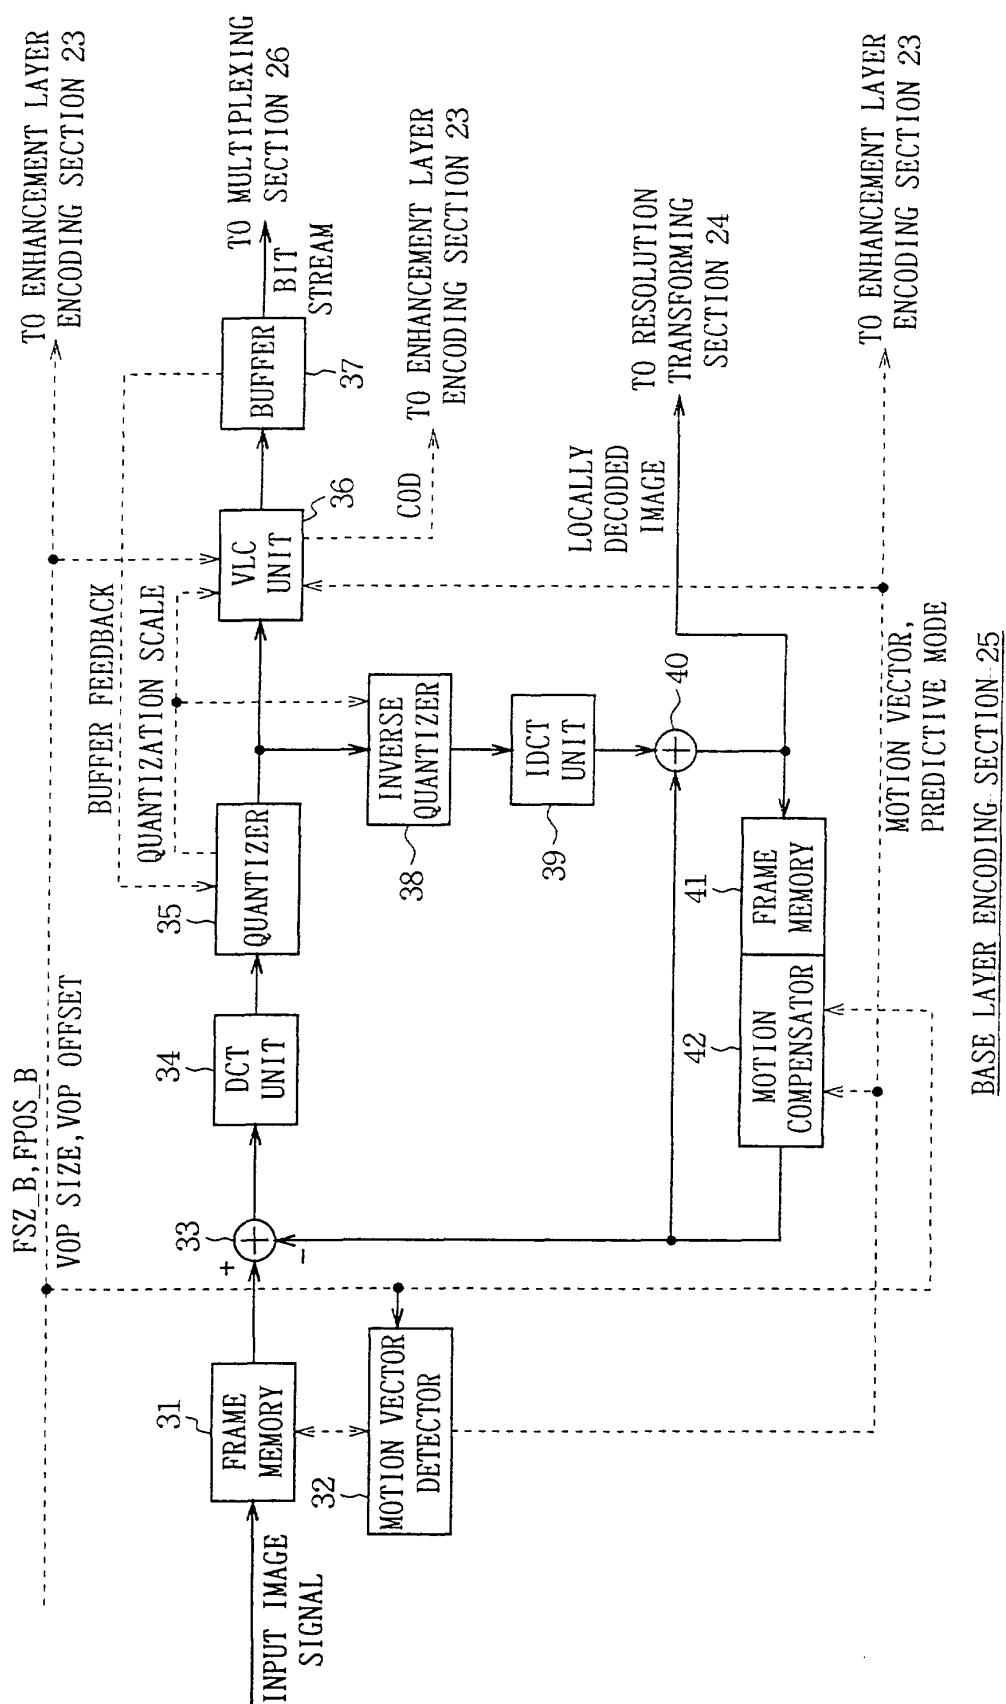 TO ENHANCEMENT LAYER
ENCODING SECTION 23
FSZ_B, FPOS_B
VOP SIZE, VOP OFFSET
BUFFER FEEDBACK
QUANTIZATION SCALE
TO MULTIPLEXING
SECTION 26
BIT
STREAM
INPUT IMAGE
SIGNAL
31
FRAME
MEMORY
+
33
-
34
DCT
UNIT
35
QUANTIZER
VLC
UNIT
36
BUFFER
37
COD
TO ENHANCEMENT LAYER
ENCODING SECTION 23
32
MOTION VECTOR
DETECTOR
INVERSE
QUANTIZER
38
IDCT
UNIT
39
40
LOCALLY
DECODED
IMAGE
TO RESOLUTION
TRANSFORMING
SECTION 24
42
MOTION
COMPENSATOR
41
FRAME
MEMORY
MOTION VECTOR,
PREDICTIVE MODE
TO ENHANCEMENT LAYER
ENCODING SECTION 23
BASE LAYER ENCODING SECTION 25